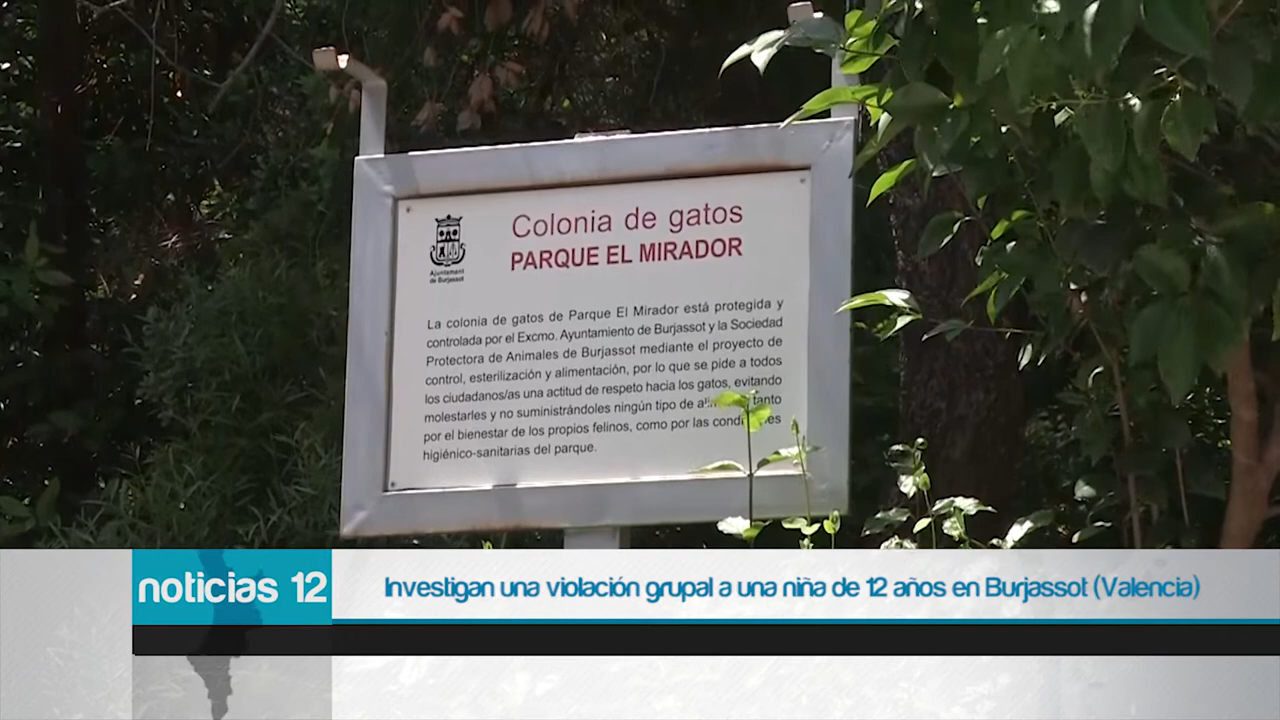 Colonia de gatos
PARQUE EL MIRADOR
Ajuntament
de Burjassot
La colonia de gatos de Parque El Mirador está protegida y
controlada por el Excmo. Ayuntamiento de Burjassot y la Sociedad
Protectora de Animales de Burjassot mediante el proyecto de
control, esterilización y alimentación, por lo que se pide a todos
los ciudadanos/as una actitud de respeto hacia los gatos, evitando
molestarles y no suministrándoles ningún tipo de tanto
por el bienestar de los propios felinos, como por las
higiénico-sanitarias del parque.
noticias 12
Investigan una violación grupal a una niña de 12 años en Burjassot (Valencia)